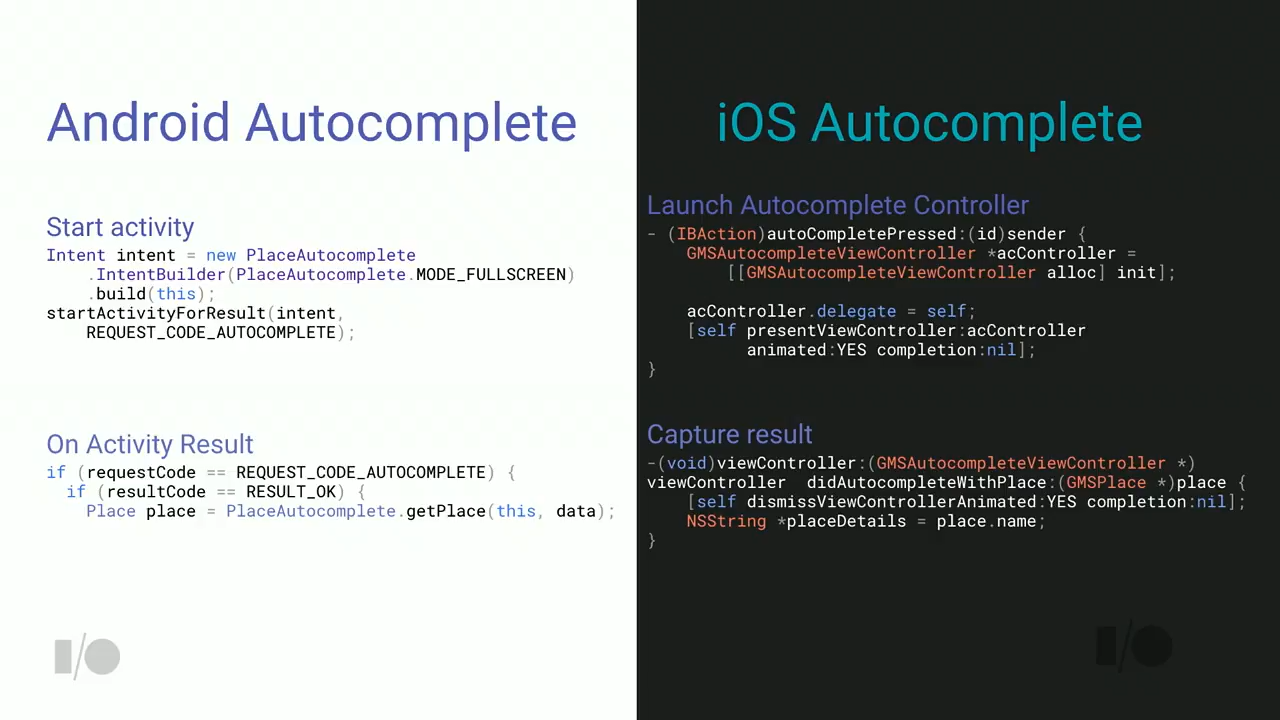 Android Autocomplete
Start activity
Intent intent = new PlaceAutocomplete
.IntentBuilder(PlaceAutocomplete.MODE_FULLSCREEN)
.build(this);
startActivityForResult(intent,
REQUEST_CODE_AUTOCOMPLETE);
On Activity Result
if (requestCode == REQUEST_CODE_AUTOCOMPLETE) {
if (resultCode == RESULT_OK) {
Place place = PlaceAutocomplete.getPlace(this, data);
I/O
iOS Autocomplete
Launch Autocomplete Controller
- (IBAction)autoCompletePressed:(id)sender {
GMSAutocompleteViewController *acController =
[[GMSAutocompleteViewController alloc] init];
acController.delegate = self;
[self presentViewController:acController
animated:YES completion:nil];
}
Capture result
-(void)viewController:(GMSAutocompleteViewController *)
viewController didAutocompleteWithPlace:(GMSPlace *)place {
[self dismissViewControllerAnimated:YES completion:nil];
NSString *placeDetails = place.name;
}
I/O